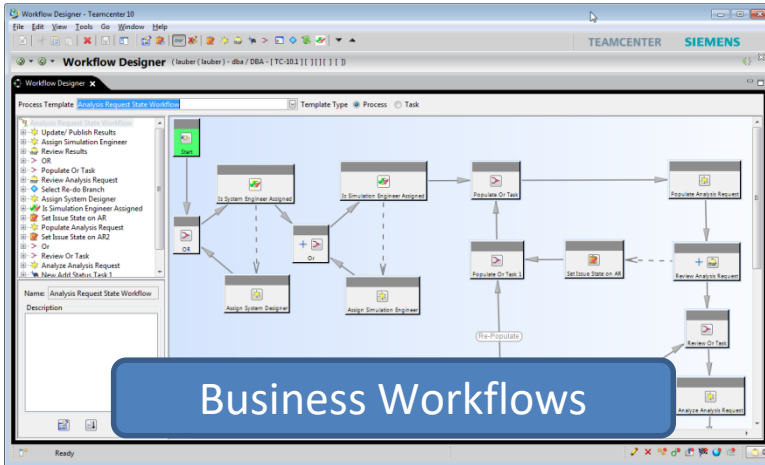 Workflow Designer - Teamcenter 10
File Edit View Tools Go Window Help
TEAMCENTER SIEMENS
Workflow Designer ( lauber ( lauber ) - dba / DBA - [ TC-10.1 ] [ ] [ ] [ ] [ ])
Workflow Designer
Process Template Analysis Request State Workflow Template Type Process Task
Analysis Request State Workflow
Update/ Publish Results
Assign Simulation Engineer
Review Results
OR
Populate Or Task
Review Analysis Request
Select Re-do Branch
Assign System Designer
Is Simulation Engineer Assigned
Set Issue State on AR
Populate Analysis Request
Set Issue State on AR2
Or
Review Or Task
Analyze Analysis Request
New Add Status Task 1
Name: Analysis Request State Workflow
Description
Start
Is System Engineer Assigned
Is Simulation Engineer Assigned
Populate Or Task
Populate Analysis Request
OR
Or
Populate Or Task 1
Set Issue State on AR
Review Analysis Request
Assign System Designer
Assign Simulation Engineer
(Re-Populate)
Review Or Task
Analyze Analysis Request
Business Workflows
Ready